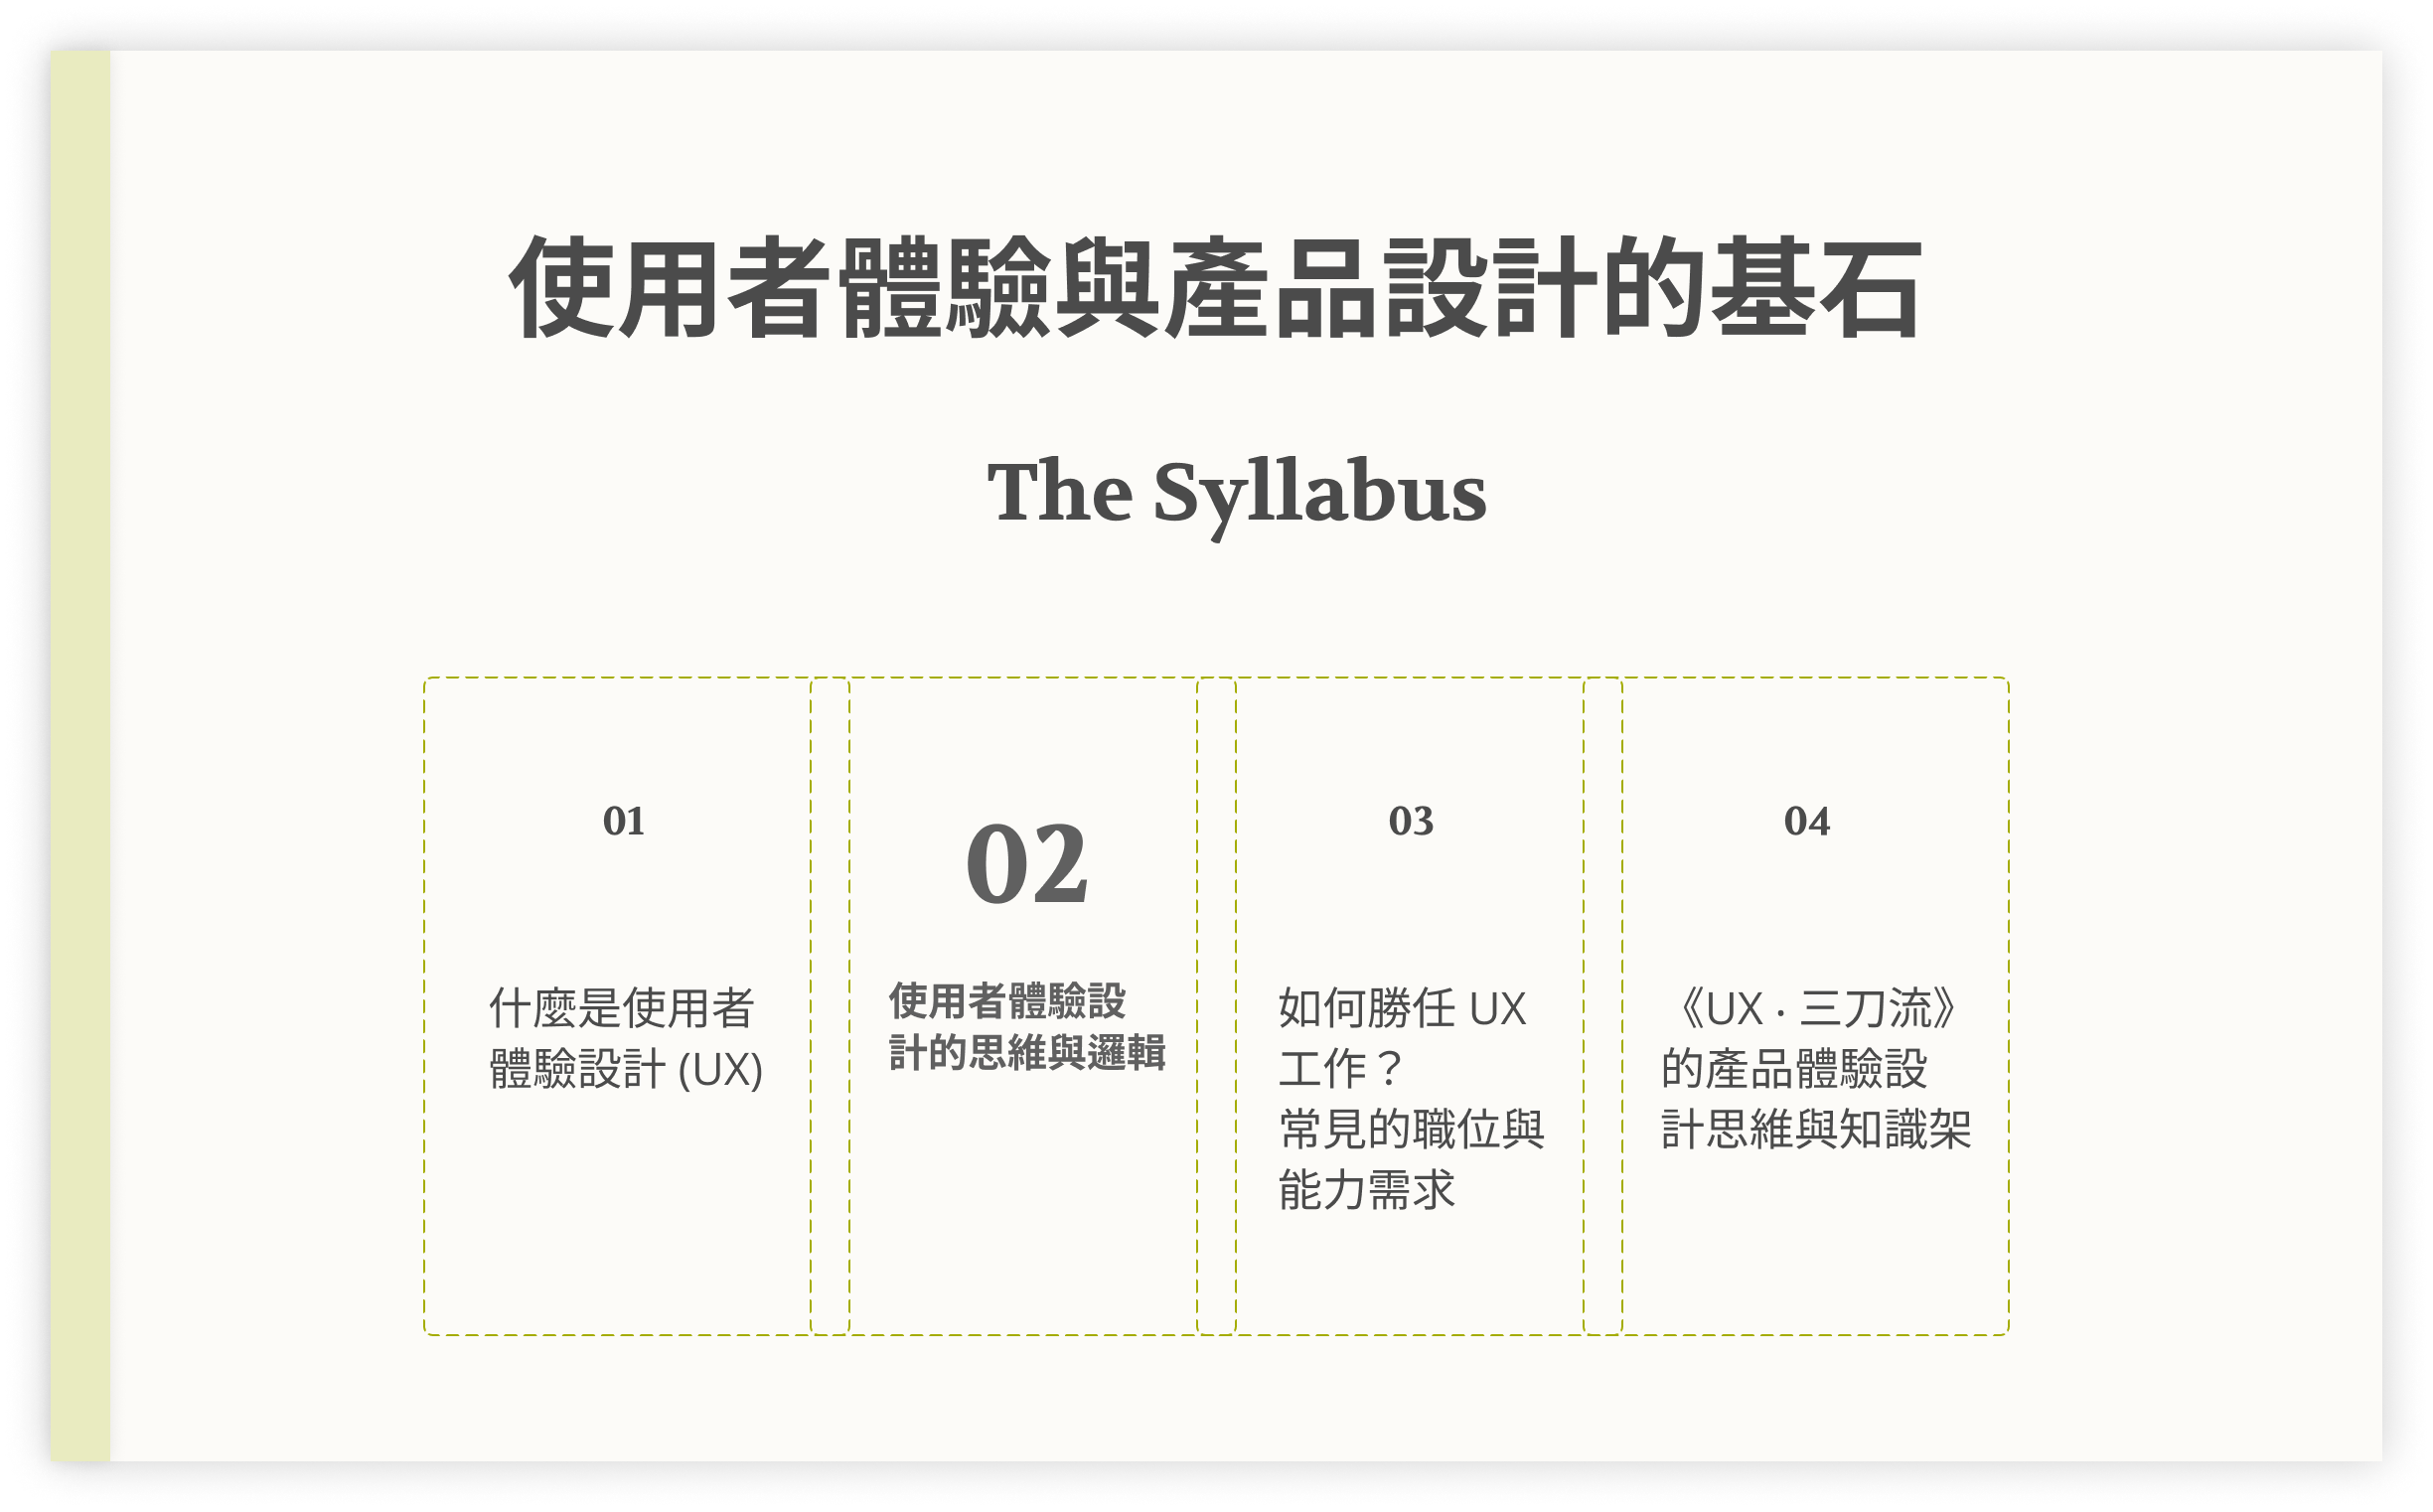 使用者體驗與產品設計的基石
The Syllabus
01
什麼是使用者
體驗設計 (UX)
02
使用者體驗設
計的思維與邏輯
03
如何勝任 UX
工作？
常見的職位與
能力需求
04
《UX · 三刀流》
的產品體驗設
計思維與知識架